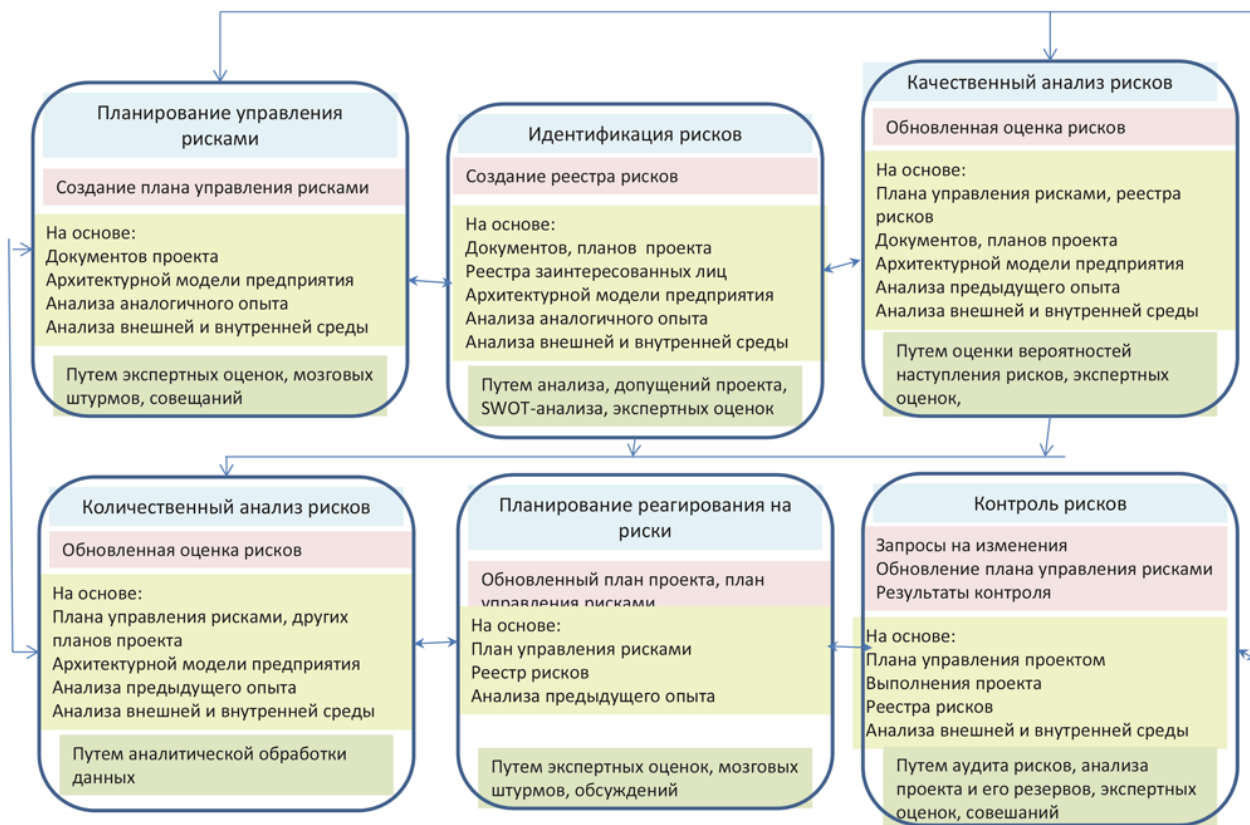 Планирование управления
рисками
Создание плана управления рисками
На основе:
Документов проекта
Архитектурной модели предприятия
Анализа аналогичного опыта
Анализа внешней и внутренней среды
Путем экспертных оценок, мозговых
штурмов, совещаний
Идентификация рисков
Создание реестра рисков
На основе:
Документов, планов проекта
Реестра заинтересованных лиц
Архитектурной модели предприятия
Анализа аналогичного опыта
Анализа внешней и внутренней среды
Путем анализа, допущений проекта,
SWOT-анализа, экспертных оценок
Качественный анализ рисков
Обновленная оценка рисков
На основе:
Плана управления рисками, реестра
рисков
Документов, планов проекта
Архитектурной модели предприятия
Анализа предыдущего опыта
Анализа внешней и внутренней среды
Путем оценки вероятностей
наступления рисков, экспертных
оценок,
Количественный анализ рисков
Обновленная оценка рисков
На основе:
Плана управления рисками, других
планов проекта
Архитектурной модели предприятия
Анализа предыдущего опыта
Анализа внешней и внутренней среды
Путем аналитической обработки
данных
Планирование реагирования на
риски
Обновленный план проекта, план
управления рисками
На основе:
План управления рисками
Реестр рисков
Анализа предыдущего опыта
Путем экспертных оценок, мозговых
штурмов, обсуждений
Контроль рисков
Запросы на изменения
Обновление плана управления рисками
Результаты контроля
На основе:
Плана управления проектом
Выполнения проекта
Реестра рисков
Анализа внешней и внутренней среды
Путем аудита рисков, анализа
проекта и его резервов, экспертных
оценок, совешаний